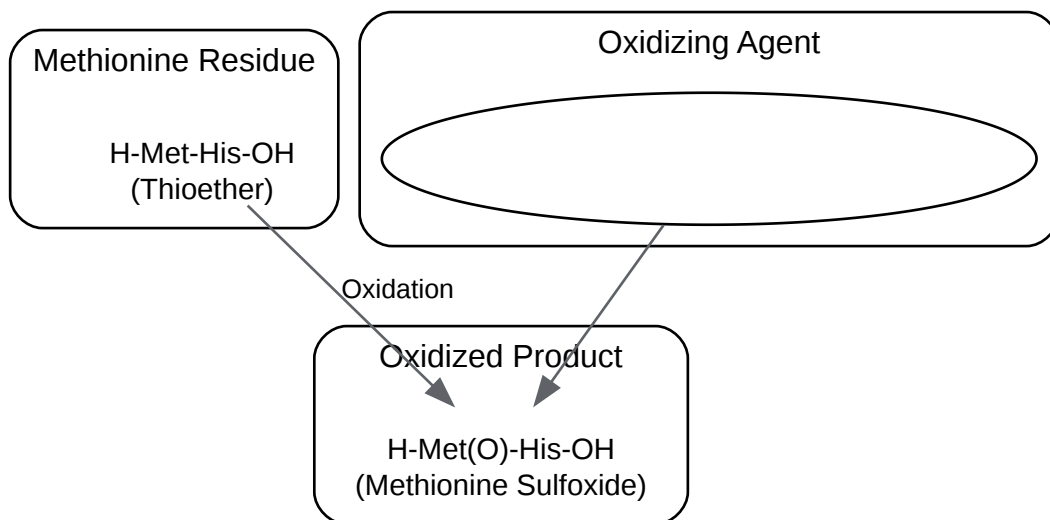 Methionine Residue
H-Met-His-OH
(Thioether)
Oxidizing Agent
Oxidation
Oxidized Product
H-Met(O)-His-OH
(Methionine Sulfoxide)